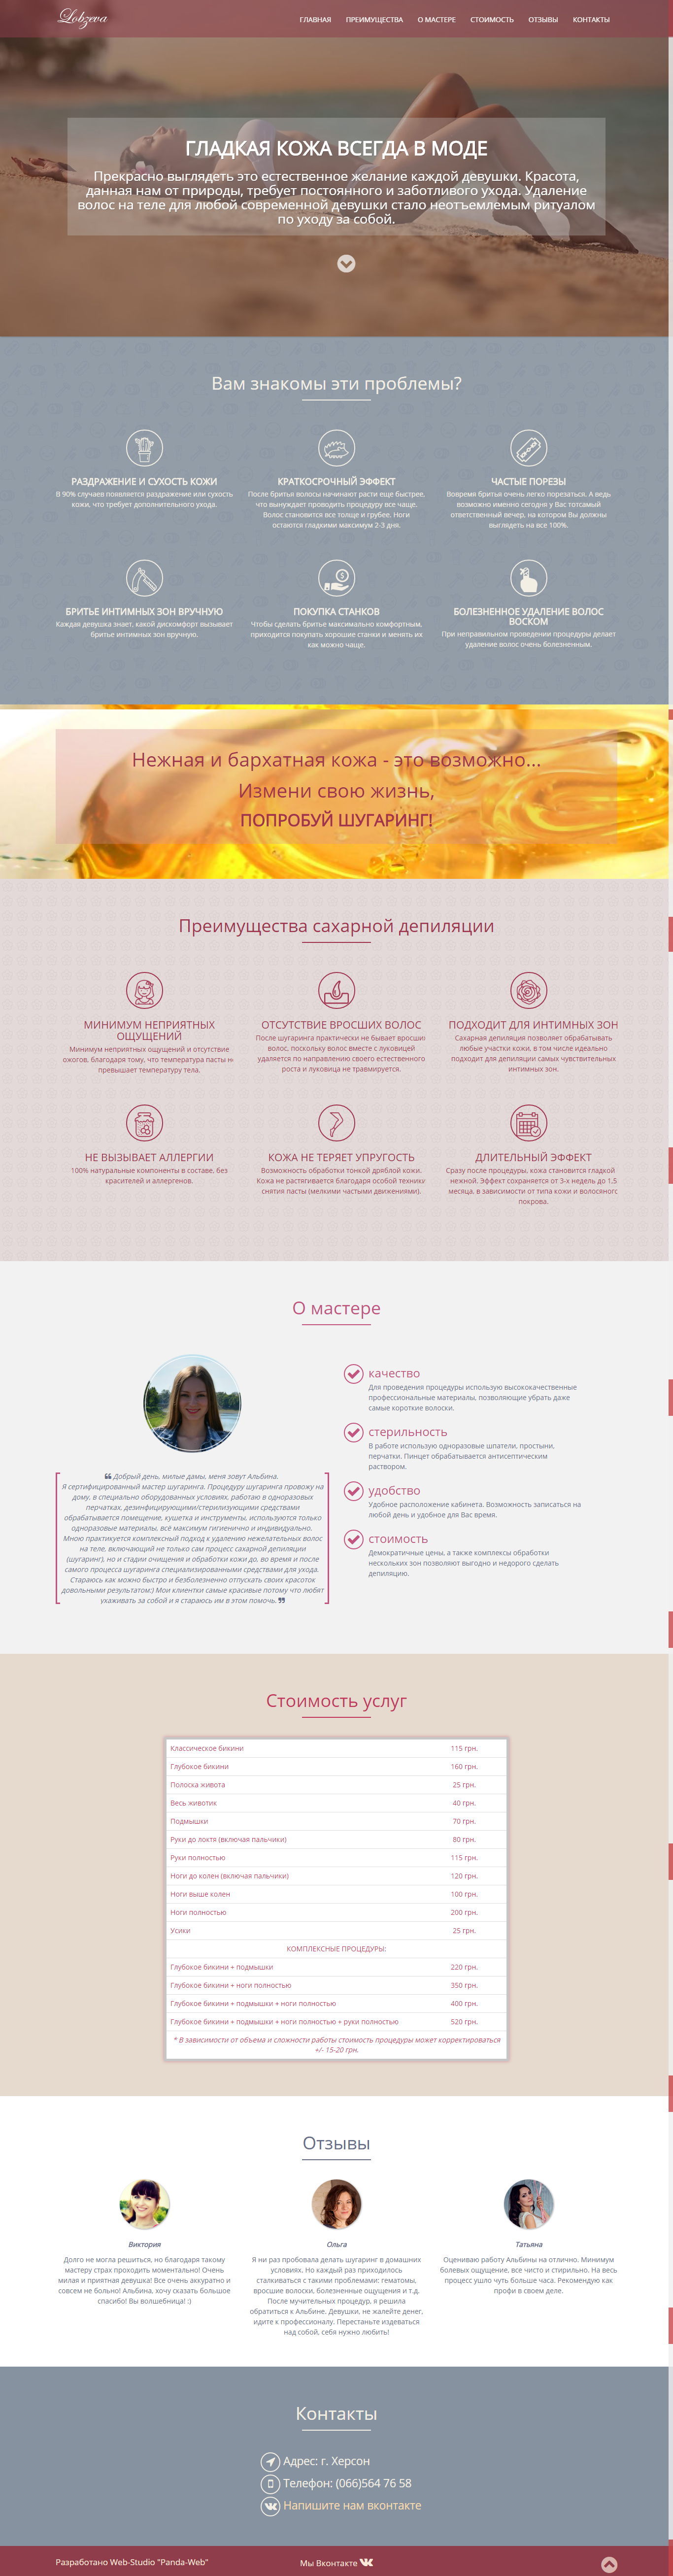 Lobzeva
ГЛАВНАЯ ПРЕИМУЩЕСТВА О МАСТЕРЕ СТОИМОСТЬ ОТЗЫВЫ КОНТАКТЫ
ГЛАДКАЯ КОЖА ВСЕГДА В МОДЕ
Прекрасно выглядеть это естественное желание каждой девушки. Красота,
данная нам от природы, требует постоянного и заботливого ухода. Удаление
волос на теле для любой современной девушки стало неотъемлемым ритуалом
по уходу за собой.
Вам знакомы эти проблемы?
РАЗДРАЖЕНИЕ И СУХОСТЬ КОЖИ
В 90% случаев появляется раздражение или сухость
кожи, что требует дополнительного ухода.
КРАТКОСРОЧНЫЙ ЭФФЕКТ
После бритья волосы начинают расти еще быстрее,
что вынуждает проводить процедуру все чаще.
Волос становится все толще и грубее. Ноги
остаются гладкими максимум 2-3 дня.
ЧАСТЫЕ ПОРЕЗЫ
Вовремя бритья очень легко порезаться. А ведь
возможно именно сегодня у Вас тотсамый
ответственный вечер, на котором Вы должны
выглядеть на все 100%.
БРИТЬЕ ИНТИМНЫХ ЗОН ВРУЧНУЮ
Каждая девушка знает, какой дискомфорт вызывает
бритье интимных зон вручную.
ПОКУПКА СТАНКОВ
Чтобы сделать бритье максимально комфортным,
приходится покупать хорошие станки и менять их
как можно чаще.
БОЛЕЗНЕННОЕ УДАЛЕНИЕ ВОЛОС
ВОСКОМ
При неправильном проведении процедуры делает
удаление волос очень болезненным.
Нежная и бархатная кожа - это возможно...
Измени свою жизнь,
ПОПРОБУЙ ШУГАРИНГ!
Преимущества сахарной депиляции
МИНИМУМ НЕПРИЯТНЫХ
ОЩУЩЕНИЙ
Минимум неприятных ощущений и отсутствие
ожогов, благодаря тому, что температура пасты не
превышает температуру тела.
ОТСУТСТВИЕ ВРОСШИХ ВОЛОС
После шугаринга практически не бывает вросших
волос, поскольку волос вместе с луковицей
удаляется по направлению своего естественного
роста и луковица не травмируется.
ПОДХОДИТ ДЛЯ ИНТИМНЫХ ЗОН
Сахарная депиляция позволяет обрабатывать
любые участки кожи, в том числе идеально
подходит для депиляции самых чувствительных
интимных зон.
НЕ ВЫЗЫВАЕТ АЛЛЕРГИИ
100% натуральные компоненты в составе, без
красителей и аллергенов.
КОЖА НЕ ТЕРЯЕТ УПРУГОСТЬ
Возможность обработки тонкой дряблой кожи.
Кожа не растягивается благодаря особой технике
снятия пасты (мелкими частыми движениями).
ДЛИТЕЛЬНЫЙ ЭФФЕКТ
Сразу после процедуры, кожа становится гладкой и
нежной. Эффект сохраняется от 3-х недель до 1,5
месяца, в зависимости от типа кожи и волосяного
покрова.
О мастере
Добрый день, милые дамы, меня зовут Альбина.
Я сертифицированный мастер шугаринга. Процедуру шугаринга провожу на
дому, в специально оборудованных условиях, работаю в одноразовых
перчатках, дезинфицирующими/стерилизующими средствами
обрабатывается помещение, кушетка и инструменты, используются только
одноразовые материалы, всё максимум гигиенично и индивидуально.
Мною практикуется комплексный подход к удалению нежелательных волос
на теле, включающий не только сам процесс сахарной депиляции
(шугаринг), но и стадии очищения и обработки кожи до, во время и после
самого процесса шугаринга специализированными средствами для ухода.
Стараюсь как можно быстро и безболезненно отпускать своих красоток
довольными результатом:) Мои клиентки самые красивые потому что любят
ухаживать за собой и я стараюсь им в этом помочь.
качество
Для проведения процедуры использую высококачественные
профессиональные материалы, позволяющие убрать даже
самые короткие волоски.
стерильность
В работе использую одноразовые шпатели, простыни,
перчатки. Пинцет обрабатывается антисептическим
раствором.
удобство
Удобное расположение кабинета. Возможность записаться на
любой день и удобное для Вас время.
стоимость
Демократичные цены, а также комплексы обработки
нескольких зон позволяют выгодно и недорого сделать
депиляцию.
Стоимость услуг
Классическое бикини 115 грн.
Глубокое бикини 160 грн.
Полоска живота 25 грн.
Весь животик 40 грн.
Подмышки 70 грн.
Руки до локтя (включая пальчики) 80 грн.
Руки полностью 115 грн.
Ноги до колен (включая пальчики) 120 грн.
Ноги выше колен 100 грн.
Ноги полностью 200 грн.
Усики 25 грн.
КОМПЛЕКСНЫЕ ПРОЦЕДУРЫ:
Глубокое бикини + подмышки 220 грн.
Глубокое бикини + ноги полностью 350 грн.
Глубокое бикини + подмышки + ноги полностью 400 грн.
Глубокое бикини + подмышки + ноги полностью + руки полностью 520 грн.
* В зависимости от объема и сложности работы стоимость процедуры может корректироваться
+/- 15-20 грн.
Отзывы
Виктория
Долго не могла решиться, но благодаря такому
мастеру страх проходить моментально! Очень
милая и приятная девушка! Все очень аккуратно и
совсем не больно! Альбина, хочу сказать большое
спасибо! Вы волшебница! :)
Ольга
Я ни раз пробовала делать шугаринг в домашних
условиях. Но каждый раз приходилось
сталкиваться с такими проблемами: гематомы,
вросшие волоски, болезненные ощущения и т.д.
После мучительных процедур, я решила
обратиться к Альбине. Девушки, не жалейте денег,
идите к профессионалу. Перестаньте издеваться
над собой, себя нужно любить!
Татьяна
Оцениваю работу Альбины на отлично. Минимум
болевых ощущение, все чисто и стирильно. На весь
процесс ушло чуть больше часа. Рекомендую как
профи в своем деле.
Контакты
Адрес: г. Херсон
Телефон: (066)564 76 58
Напишите нам вконтакте
Разработано Web-Studio "Panda-Web"
Мы Вконтакте